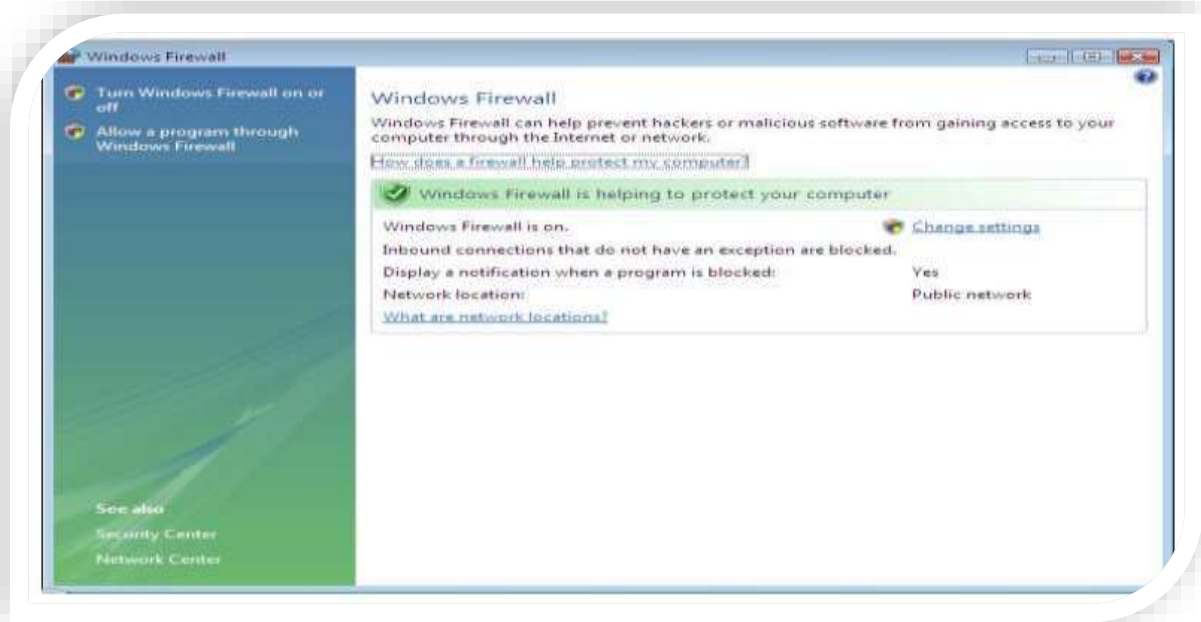 Windows Firewall
Turn Windows Firewall on or
off
Allow a program through
Windows Firewall
See also
Security Center
Network Center
Windows Firewall
Windows Firewall can help prevent hackers or malicious software from gaining access to your
computer through the Internet or network.
How does a firewall help protect my computer?
Windows Firewall is helping to protect your computer
Windows Firewall is on.
Change settings
Inbound connections that do not have an exception are blocked.
Display a notification when a program is blocked: Yes
Network location: Public network
What are network locations?